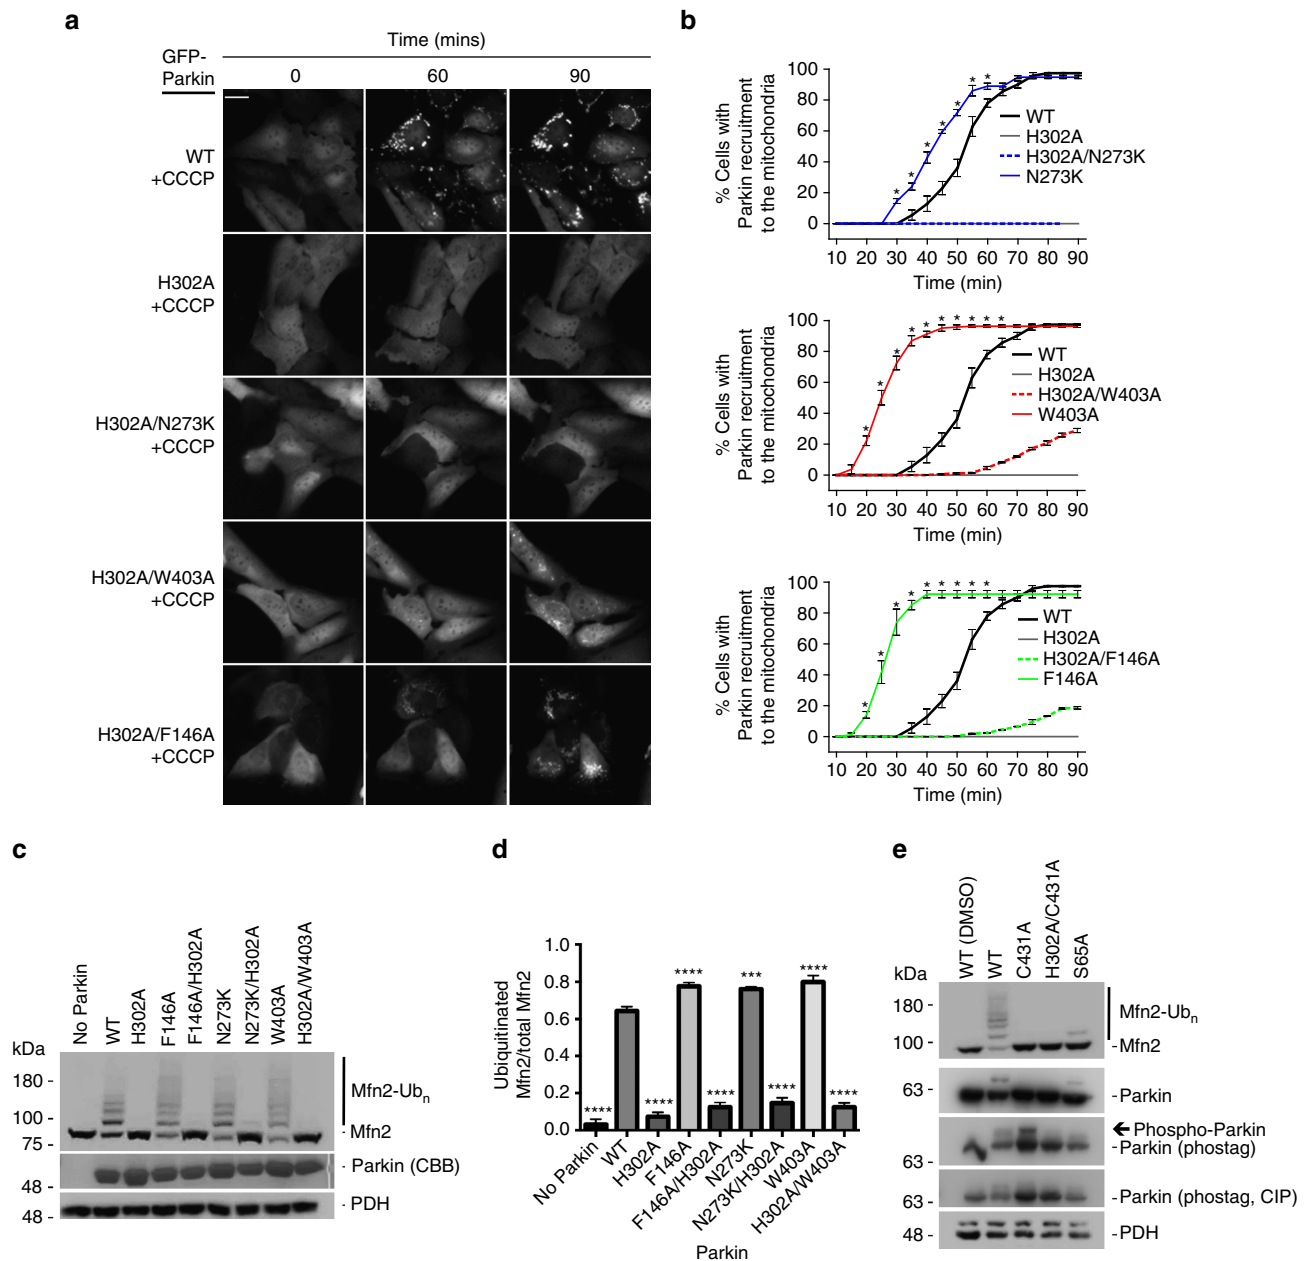 a
Time (mins)
GFP-
Parkin
0
60
90
WT
+CCCP
H302A
+CCCP
H302A/N273K
+CCCP
H302A/W403A
+CCCP
H302A/F146A
+CCCP
b
% Cells with
Parkin recruitment
to the mitochondria
100
80
60
40
20
0
* * * * * * * *
WT
H302A
H302A/N273K
N273K
10 20 30 40 50 60 70 80 90
Time (min)
% Cells with
Parkin recruitment
to the mitochondria
100
80
60
40
20
0
* * * * * * * * * *
WT
H302A
H302A/W403A
W403A
10 20 30 40 50 60 70 80 90
Time (min)
% Cells with
Parkin recruitment
to the mitochondria
100
80
60
40
20
0
* * * * * * * * *
WT
H302A
H302A/F146A
F146A
10 20 30 40 50 60 70 80 90
Time (min)
c
No Parkin
WT
H302A
F146A
F146A/H302A
N273K
N273K/H302A
W403A
H302A/W403A
kDa
180 -
100 -
75 -
48 -
48 -
Mfn2-Ubn
-Mfn2
- Parkin (CBB)
- PDH
d
Ubiquitinated
Mfn2/total Mfn2
1.0
0.8
0.6
0.4
0.2
0.0
**** **** **** **** *** **** **** ****
No Parkin
WT
H302A
F146A
F146A/H302A
N273K
N273K/H302A
W403A
H302A/W403A
Parkin
e
WT (DMSO)
WT
C431A
H302A/C431A
S65A
kDa
180 -
100 -
63 -
63 -
63 -
48 -
Mfn2-Ubn
-Mfn2
-Parkin
← Phospho-Parkin
-Parkin (phostag)
-Parkin (phostag, CIP)
-PDH